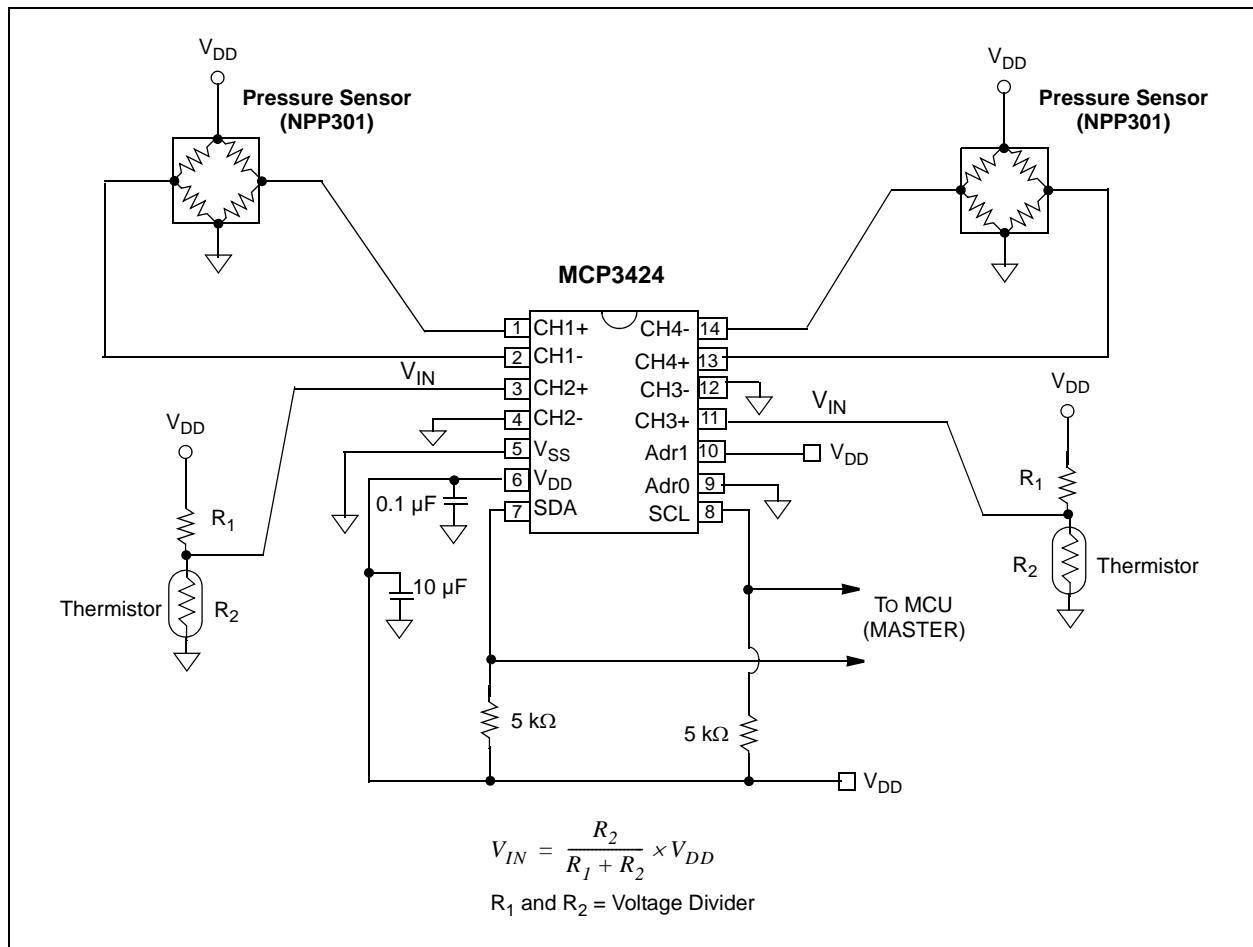 VDD
Pressure Sensor
(NPP301)
VDD
Pressure Sensor
(NPP301)
MCP3424
1 CH1+ CH4- 14
2 CH1- CH4+ 13
3 CH2+ CH3- 12
4 CH2- CH3+ 11
5 VSS Adr1 10
6 VDD Adr0 9
7 SDA SCL 8
VIN
VDD
R1
Thermistor
R2
0.1 µF
10 µF
VIN
VDD
VDD
R1
R2
Thermistor
TO MCU
(MASTER)
5 kΩ
5 kΩ
VDD
VIN = R2 / (R1 + R2) × VDD
R1 and R2 = Voltage Divider